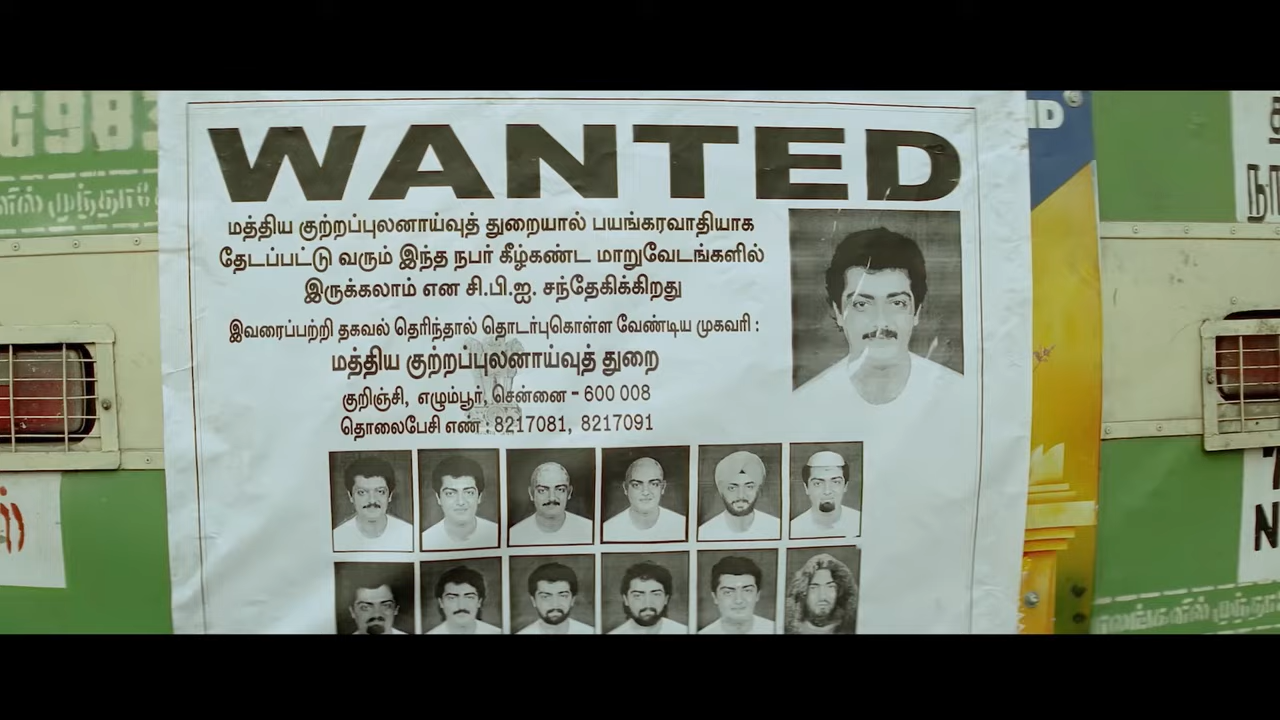 WANTED
மத்திய குற்றப்புலனாய்வுத் துறையால் பயங்கரவாதியாக
தேடப்பட்டு வரும் இந்த நபர் கீழ்கண்ட மாறுவேடங்களில்
இருக்கலாம் என சி.பி.ஐ. சந்தேகிக்கிறது
இவரைப்பற்றி தகவல் தெரிந்தால் தொடர்புகொள்ள வேண்டிய முகவரி :
மத்திய குற்றப்புலனாய்வுத் துறை
குறிஞ்சி, எழும்பூர், சென்னை - 600 008
தொலைபேசி எண் : 8217081, 8217091